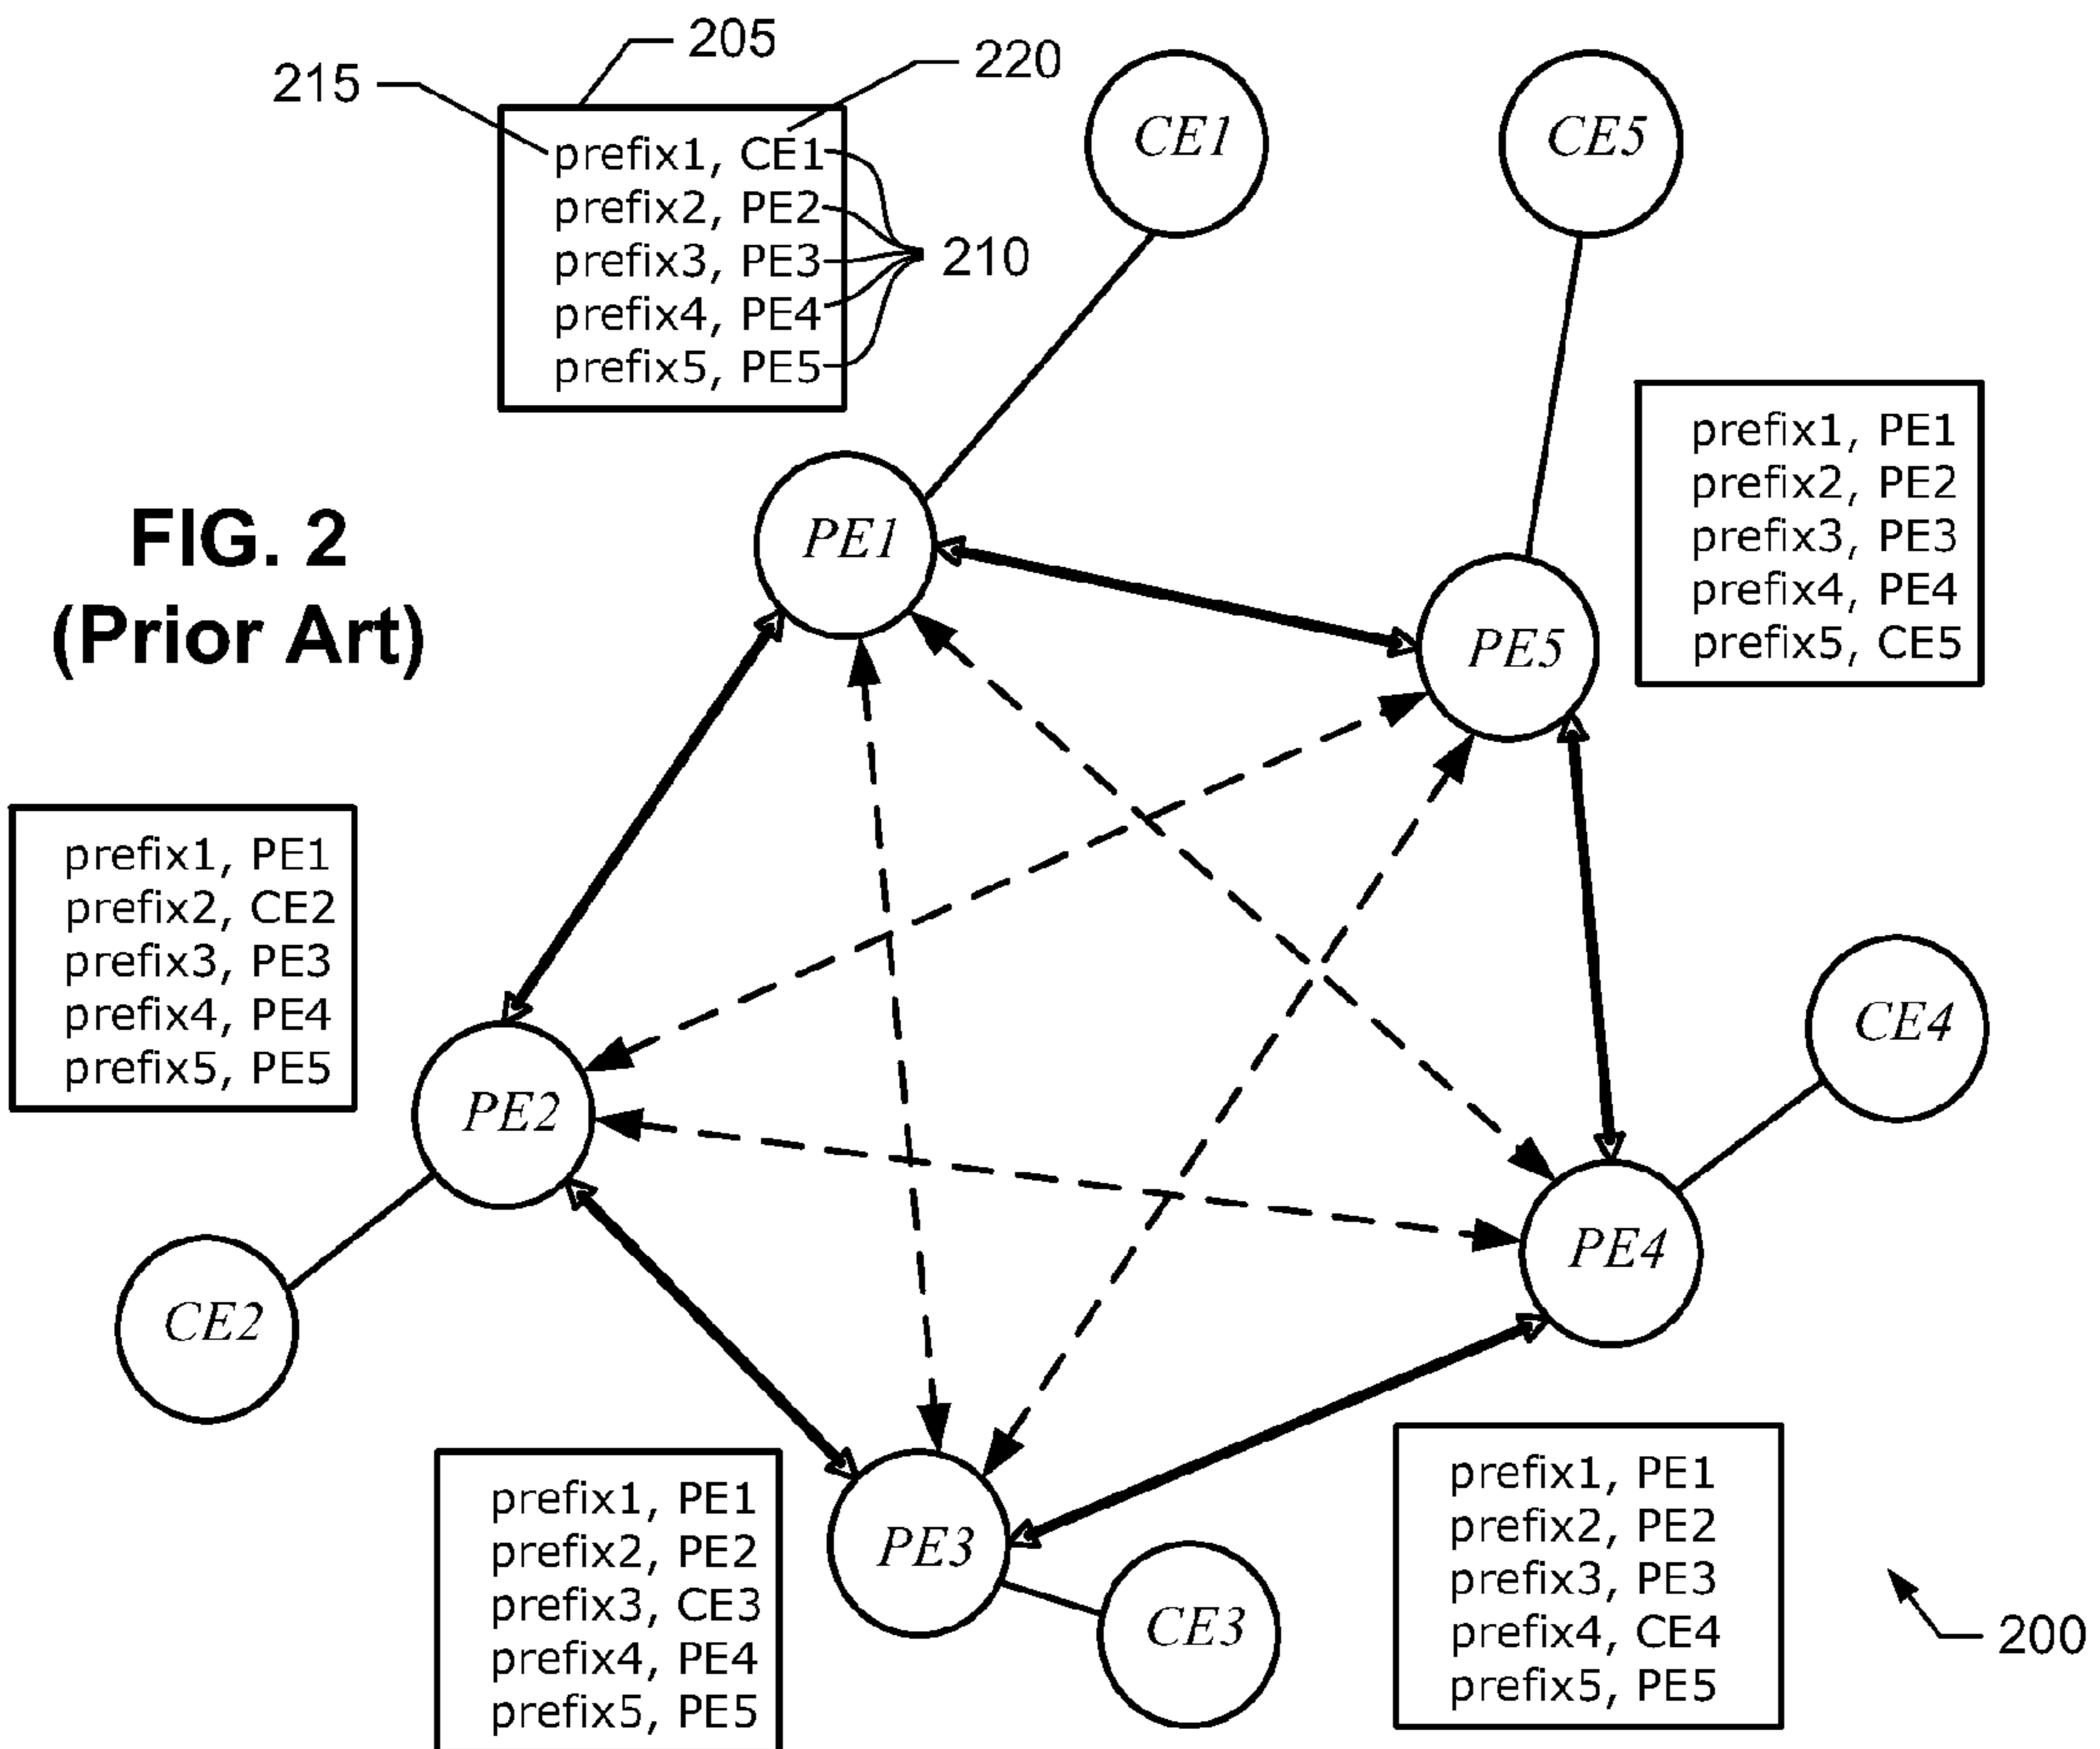 205
215
220
prefix1, CE1
prefix2, PE2
prefix3, PE3
prefix4, PE4
prefix5, PE5
210
CE1
CE5
FIG. 2
(Prior Art)
PE1
PE5
prefix1, PE1
prefix2, PE2
prefix3, PE3
prefix4, PE4
prefix5, CE5
prefix1, PE1
prefix2, CE2
prefix3, PE3
prefix4, PE4
prefix5, PE5
PE2
CE4
CE2
PE4
prefix1, PE1
prefix2, PE2
prefix3, CE3
prefix4, PE4
prefix5, PE5
PE3
CE3
prefix1, PE1
prefix2, PE2
prefix3, PE3
prefix4, CE4
prefix5, PE5
200